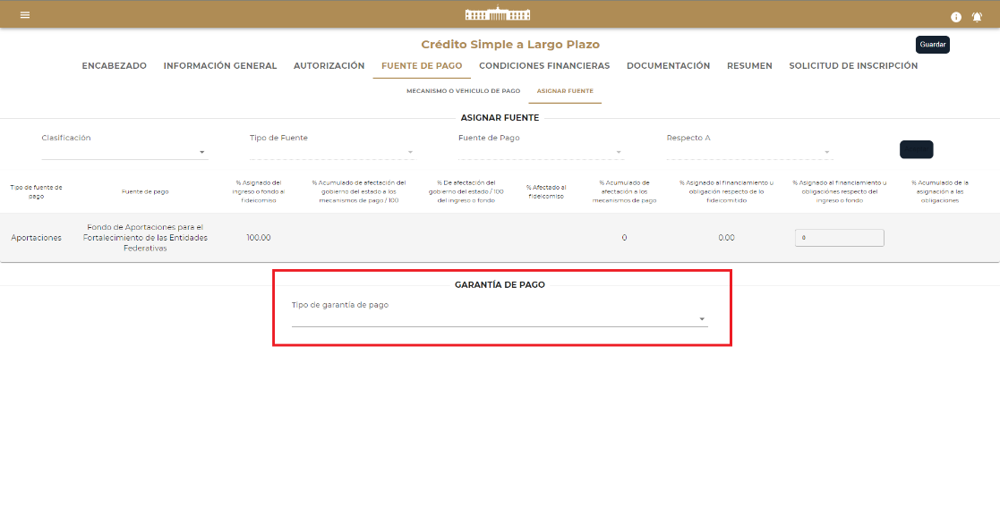 Crédito Simple a Largo Plazo
Guardar
ENCABEZADO INFORMACIÓN GENERAL AUTORIZACIÓN FUENTE DE PAGO CONDICIONES FINANCIERAS DOCUMENTACIÓN RESUMEN SOLICITUD DE INSCRIPCIÓN
MECANISMO O VEHICULO DE PAGO ASIGNAR FUENTE
ASIGNAR FUENTE
Clasificación Tipo de Fuente Fuente de Pago Respecto A
Tipo de fuente de
pago
Fuente de pago
% Asignado del
ingreso o fondo al
fideicomiso
% Acumulado de afectación del
gobierno del estado a los
mecanismos de pago / 100
% De afectación del
gobierno del estado / 100
del ingreso o fondo
% Afectado al
fideicomiso
% Acumulado de
afectación a los
mecanismos de pago
% Asignado al financiamiento u
obligación respecto de lo
fideicomitido
% Asignado al financiamiento u
obligaciónes respecto del
ingreso o fondo
% Acumulado de la
asignación a las
obligaciones
Aportaciones
Fondo de Aportaciones para el
Fortalecimiento de las Entidades
Federativas
100.00
0
0.00
0
GARANTÍA DE PAGO
Tipo de garantía de pago